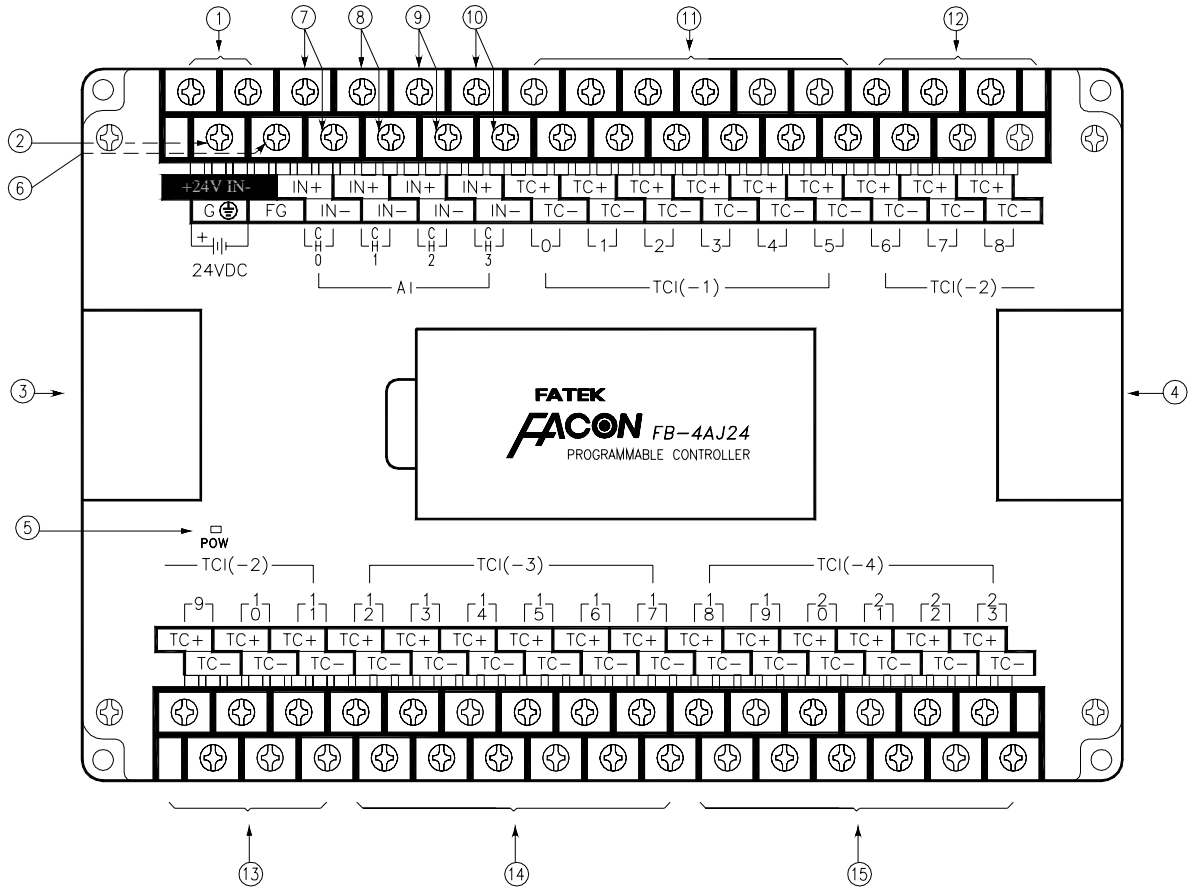 1 7 8 9 10 11 12
2
6
+24V IN- IN+ IN+ IN+ IN+ TC+ TC+ TC+ TC+ TC+ TC+ TC+ TC+ TC+
G FG IN- IN- IN- IN- TC- TC- TC- TC- TC- TC- TC- TC- TC-
+ CH0 CH1 CH2 CH3 0 1 2 3 4 5 6 7 8
24VDC
AI TCI(-1) TCI(-2)
3 4
FATEK
FACON FB-4AJ24
PROGRAMMABLE CONTROLLER
5
POW
TCI(-2) TCI(-3) TCI(-4)
9 10 11 12 13 14 15 16 17 18 19 20 21 22 23
TC+ TC+ TC+ TC+ TC+ TC+ TC+ TC+ TC+ TC+ TC+ TC+ TC+ TC+ TC+
TC- TC- TC- TC- TC- TC- TC- TC- TC- TC- TC- TC- TC- TC- TC-
13 14 15